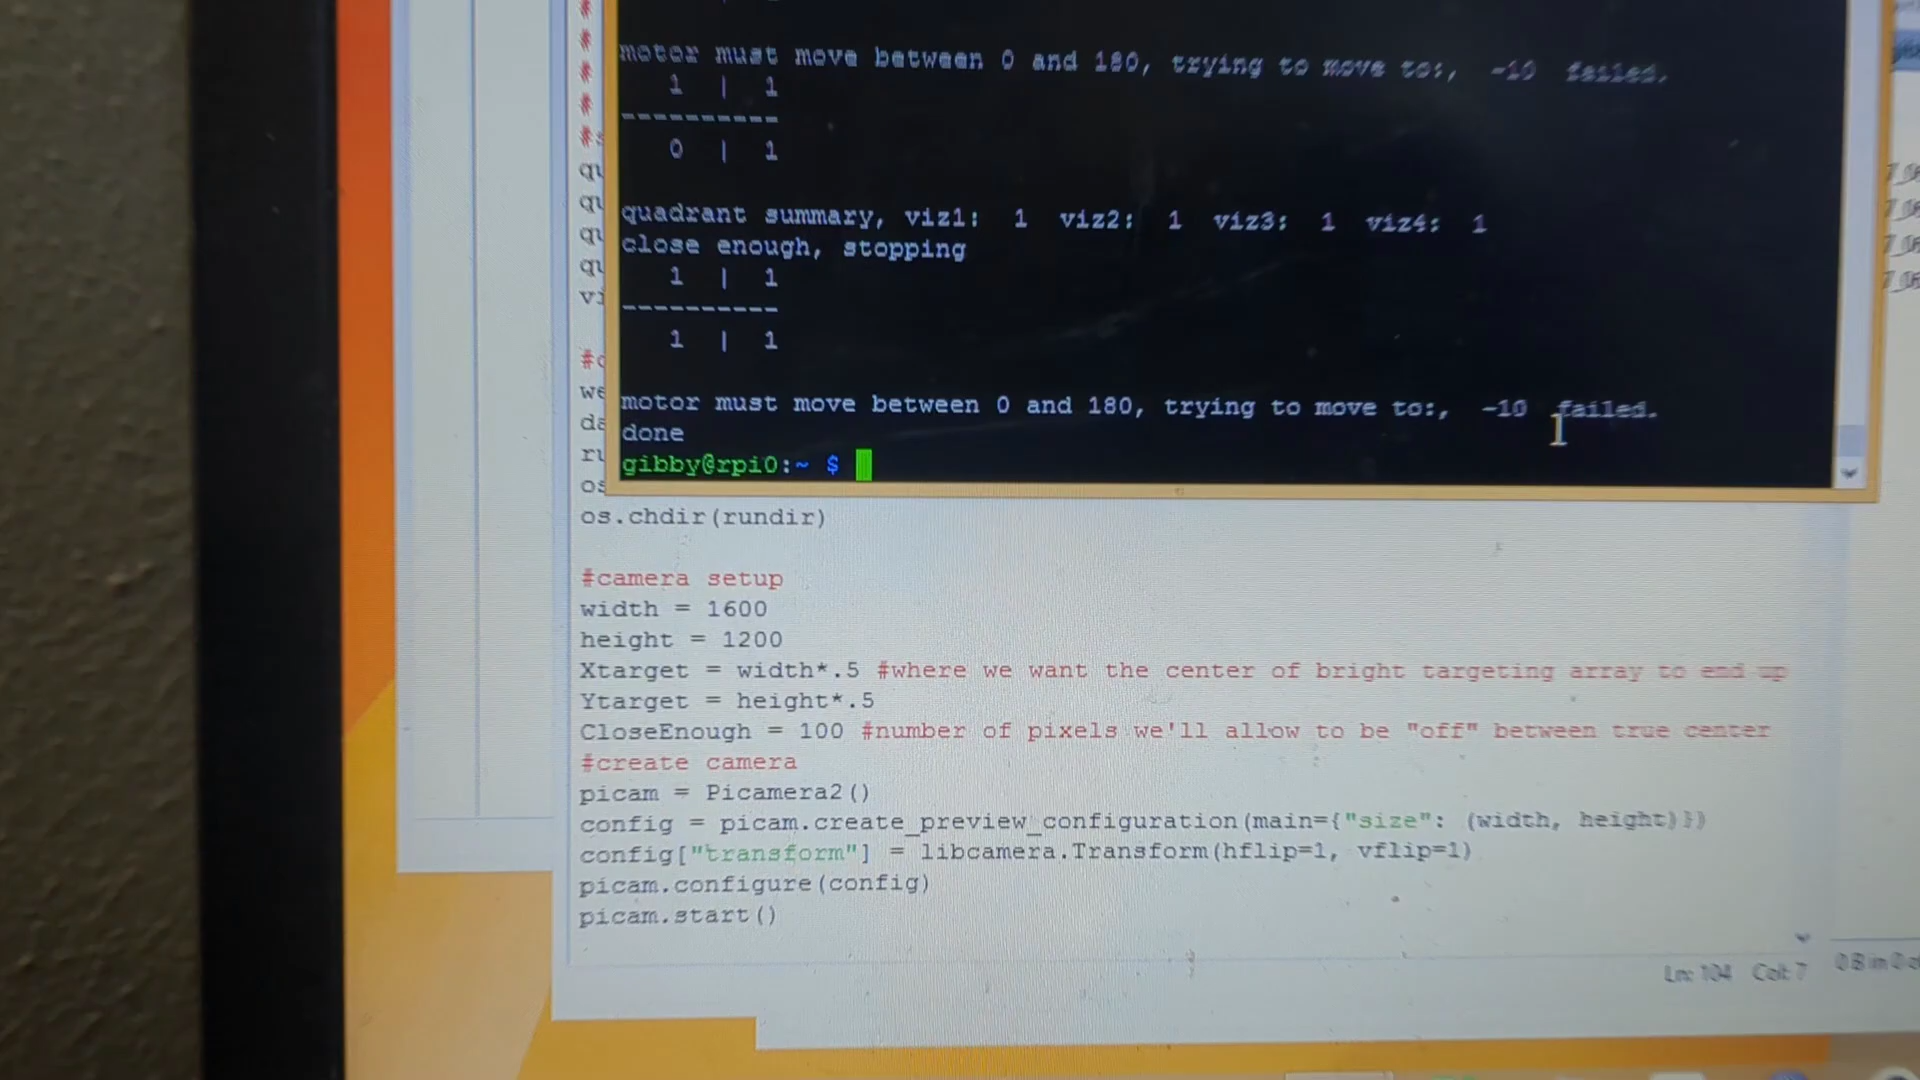 motor must move between 0 and 180, trying to move to:, -10 failed.
1 | 1
----------
0 | 1
quadrant summary, viz1: 1 viz2: 1 viz3: 1 viz4: 1
close enough, stopping
1 | 1
----------
1 | 1
motor must move between 0 and 180, trying to move to:, -10 failed.
done
gibby@rpi0:~ $
os.chdir(rundir)
#camera setup
width = 1600
height = 1200
Xtarget = width*.5 #where we want the center of bright targeting array to end up
Ytarget = height*.5
CloseEnough = 100 #number of pixels we'll allow to be "off" between true center
#create camera
picam = Picamera2()
config = picam.create_preview_configuration(main={"size": (width, height)})
config["transform"] = libcamera.Transform(hflip=1, vflip=1)
picam.configure(config)
picam.start()
Ln: 104 Col: 7